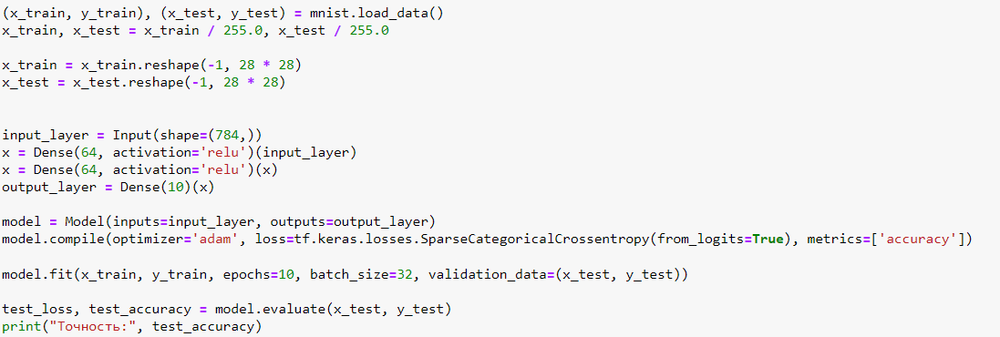 (x_train, y_train), (x_test, y_test) = mnist.load_data()
x_train, x_test = x_train / 255.0, x_test / 255.0
x_train = x_train.reshape(-1, 28 * 28)
x_test = x_test.reshape(-1, 28 * 28)
input_layer = Input(shape=(784,))
x = Dense(64, activation='relu')(input_layer)
x = Dense(64, activation='relu')(x)
output_layer = Dense(10)(x)
model = Model(inputs=input_layer, outputs=output_layer)
model.compile(optimizer='adam', loss=tf.keras.losses.SparseCategoricalCrossentropy(from_logits=True), metrics=['accuracy'])
model.fit(x_train, y_train, epochs=10, batch_size=32, validation_data=(x_test, y_test))
test_loss, test_accuracy = model.evaluate(x_test, y_test)
print("Точность:", test_accuracy)